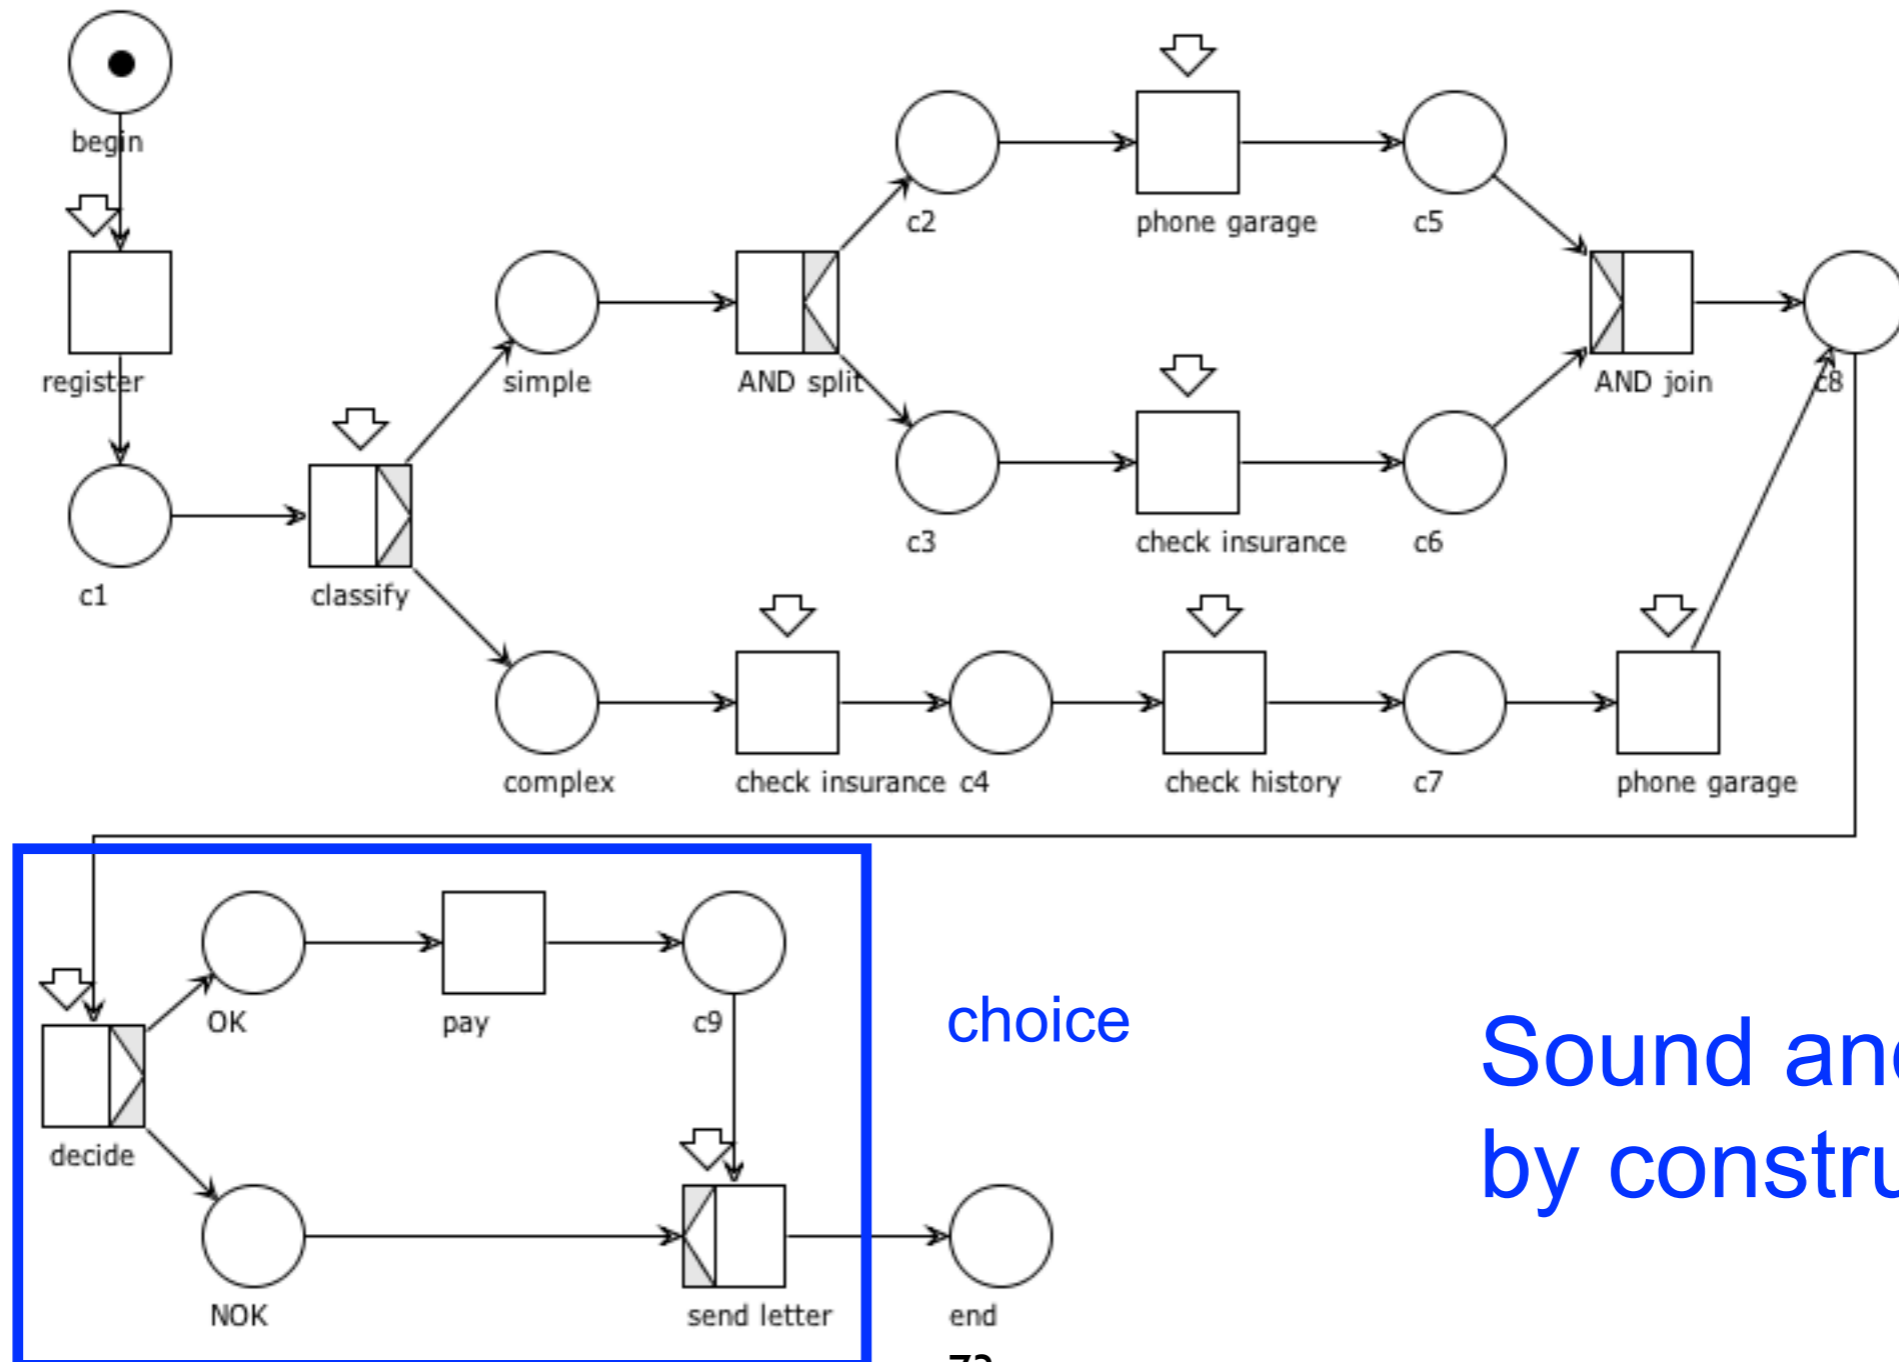 begin
register
c1
classify
simple
complex
AND split
c2
c3
phone garage
check insurance
c5
c6
AND join
c8
check insurance
c4
check history
c7
phone garage
decide
OK
pay
c9
NOK
send letter
end
choice
Sound
by